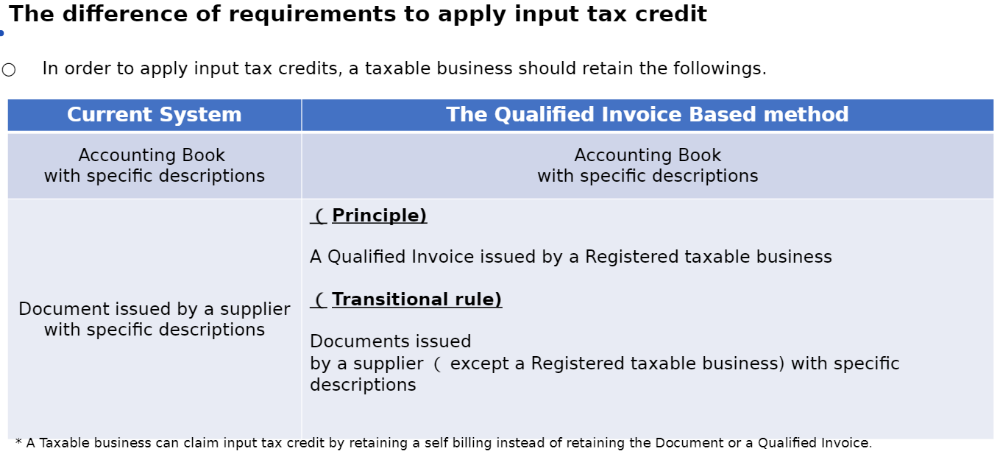 The difference of requirements to apply input tax credit
○ In order to apply input tax credits, a taxable business should retain the followings.
Current System
The Qualified Invoice Based method
Accounting Book
with specific descriptions
Accounting Book
with specific descriptions
Document issued by a supplier
with specific descriptions
（ Principle)
A Qualified Invoice issued by a Registered taxable business
（ Transitional rule)
Documents issued
by a supplier （ except a Registered taxable business) with specific
descriptions
* A Taxable business can claim input tax credit by retaining a self billing instead of retaining the Document or a Qualified Invoice.